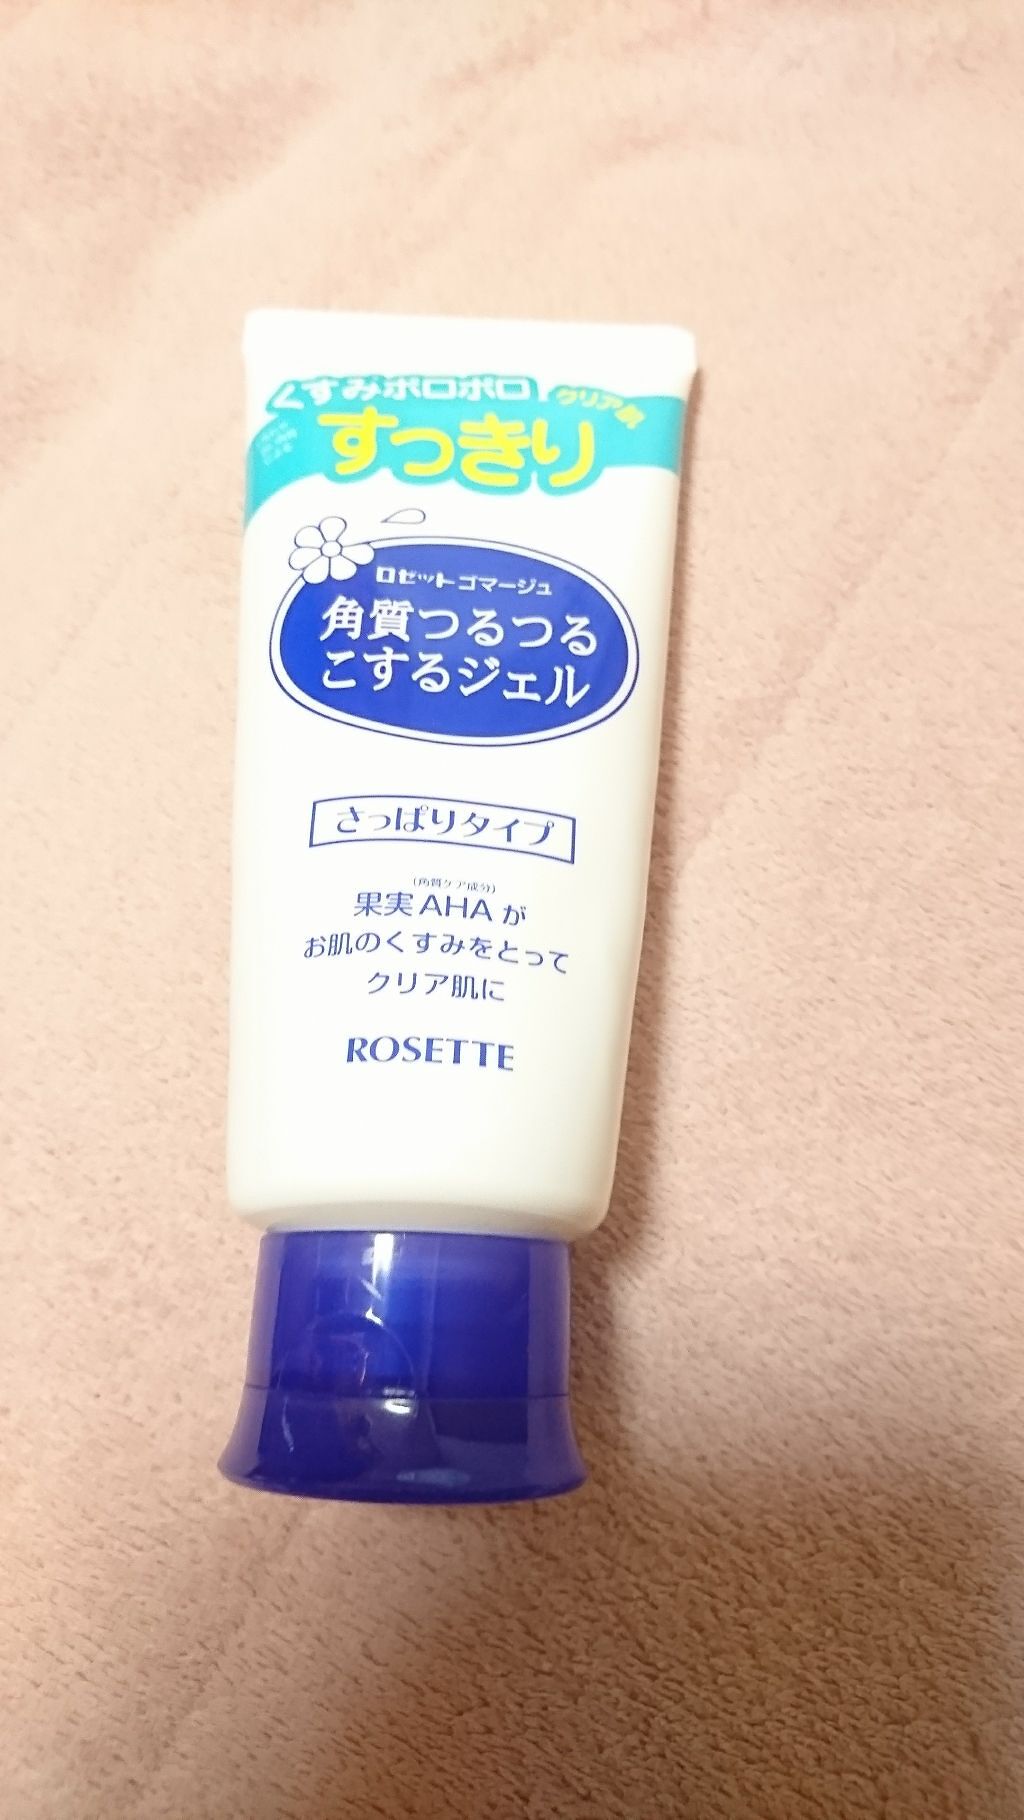 くすみポロポロ
クリア肌
すっきり
ロゼットゴマージュ
角質つるつる
こするジェル
さっぱりタイプ
(角質ケア成分)
果実AHAが
お肌のくすみをとって
クリア肌に
ROSETTE